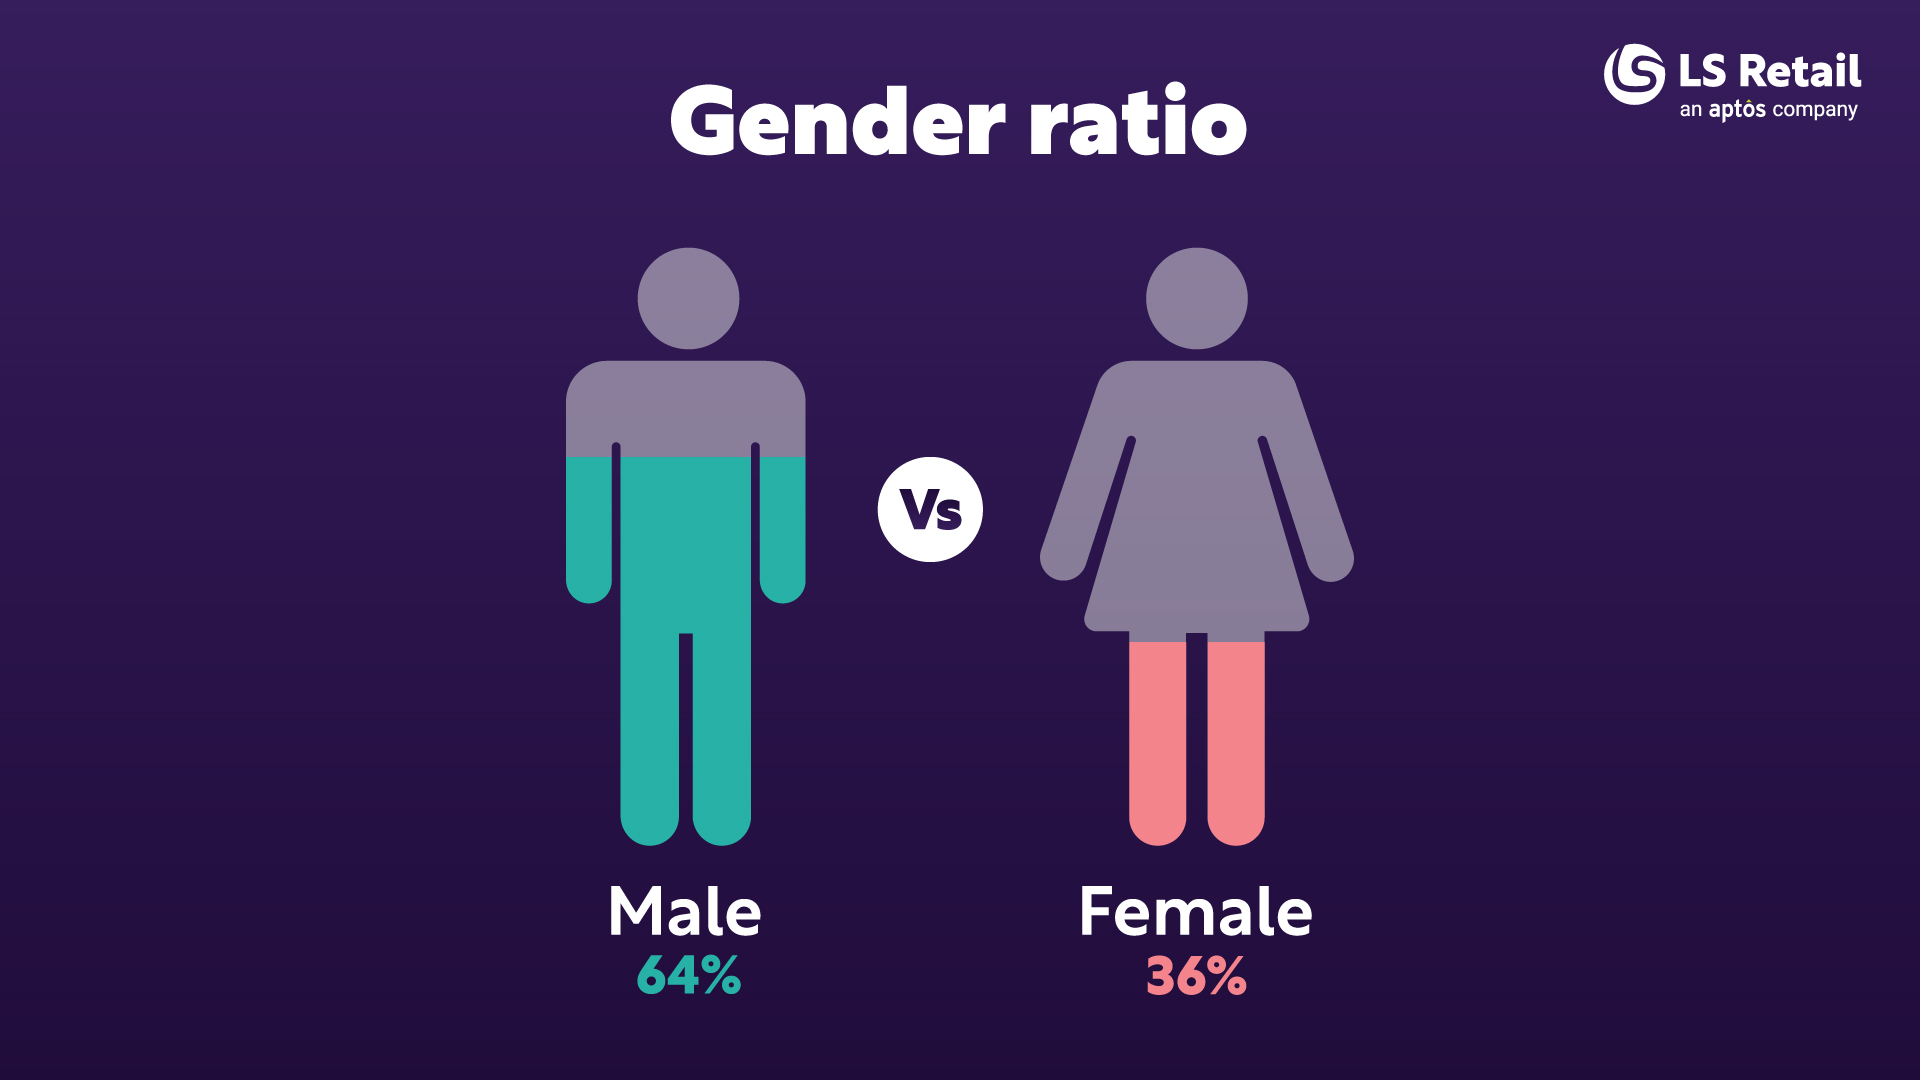 LS Retail
an aptos company
Gender ratio
Vs
Male
64%
Female
36%